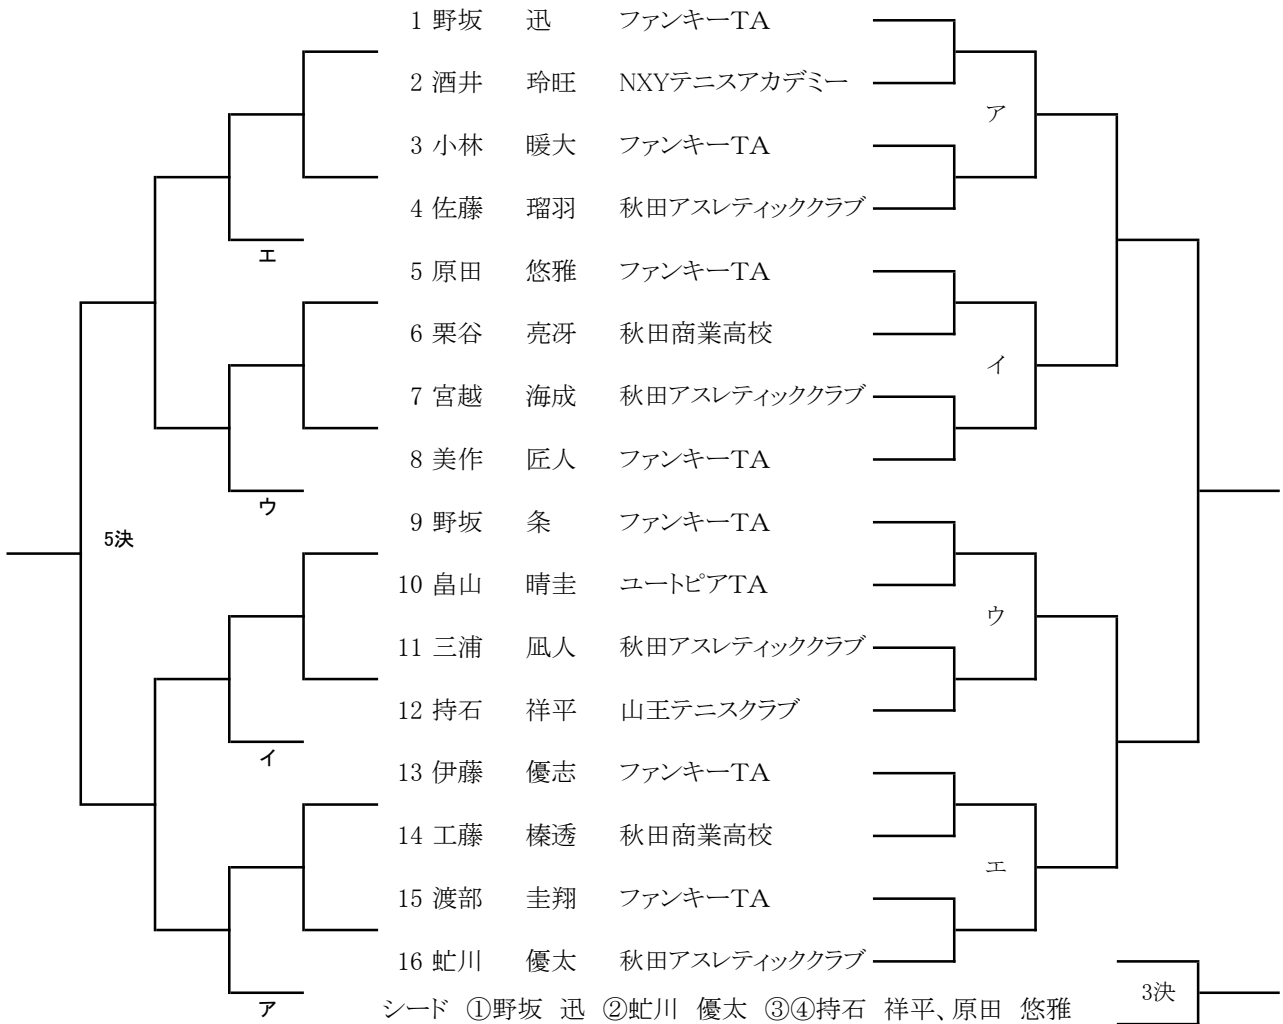 1 野坂 迅 ファンキーTA
2 酒井 玲旺 NXYテニスアカデミー
ア
3 小林 暖大 ファンキーTA
4 佐藤 瑠羽 秋田アスレティッククラブ
エ
5 原田 悠雅 ファンキーTA
6 栗谷 亮冴 秋田商業高校
イ
7 宮越 海成 秋田アスレティッククラブ
8 美作 匠人 ファンキーTA
ウ
9 野坂 条 ファンキーTA
5決
10 畠山 晴圭 ユートピアTA
ウ
11 三浦 凪人 秋田アスレティッククラブ
12 持石 祥平 山王テニスクラブ
イ
13 伊藤 優志 ファンキーTA
14 工藤 榛透 秋田商業高校
エ
15 渡部 圭翔 ファンキーTA
16 虻川 優太 秋田アスレティッククラブ
3決
ア
シード ①野坂 迅 ②虻川 優太 ③④持石 祥平、原田 悠雅